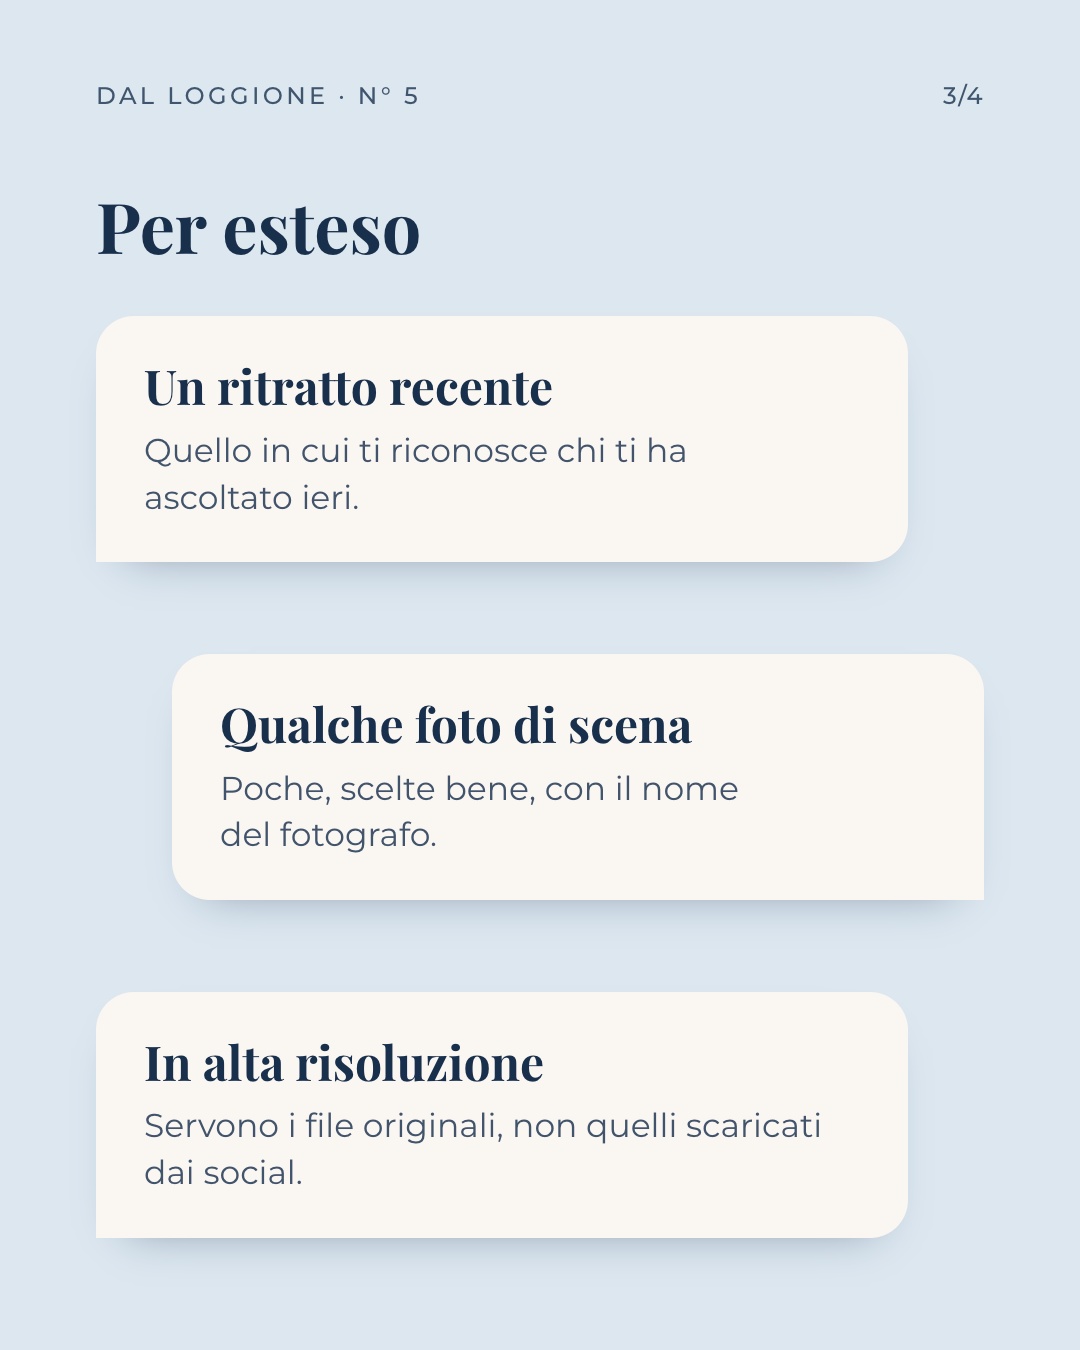 DAL LOGGIONE · N° 5
3/4
Per esteso
Un ritratto recente
Quello in cui ti riconosce chi ti ha
ascoltato ieri.
Qualche foto di scena
Poche, scelte bene, con il nome
del fotografo.
In alta risoluzione
Servono i file originali, non quelli scaricati
dai social.